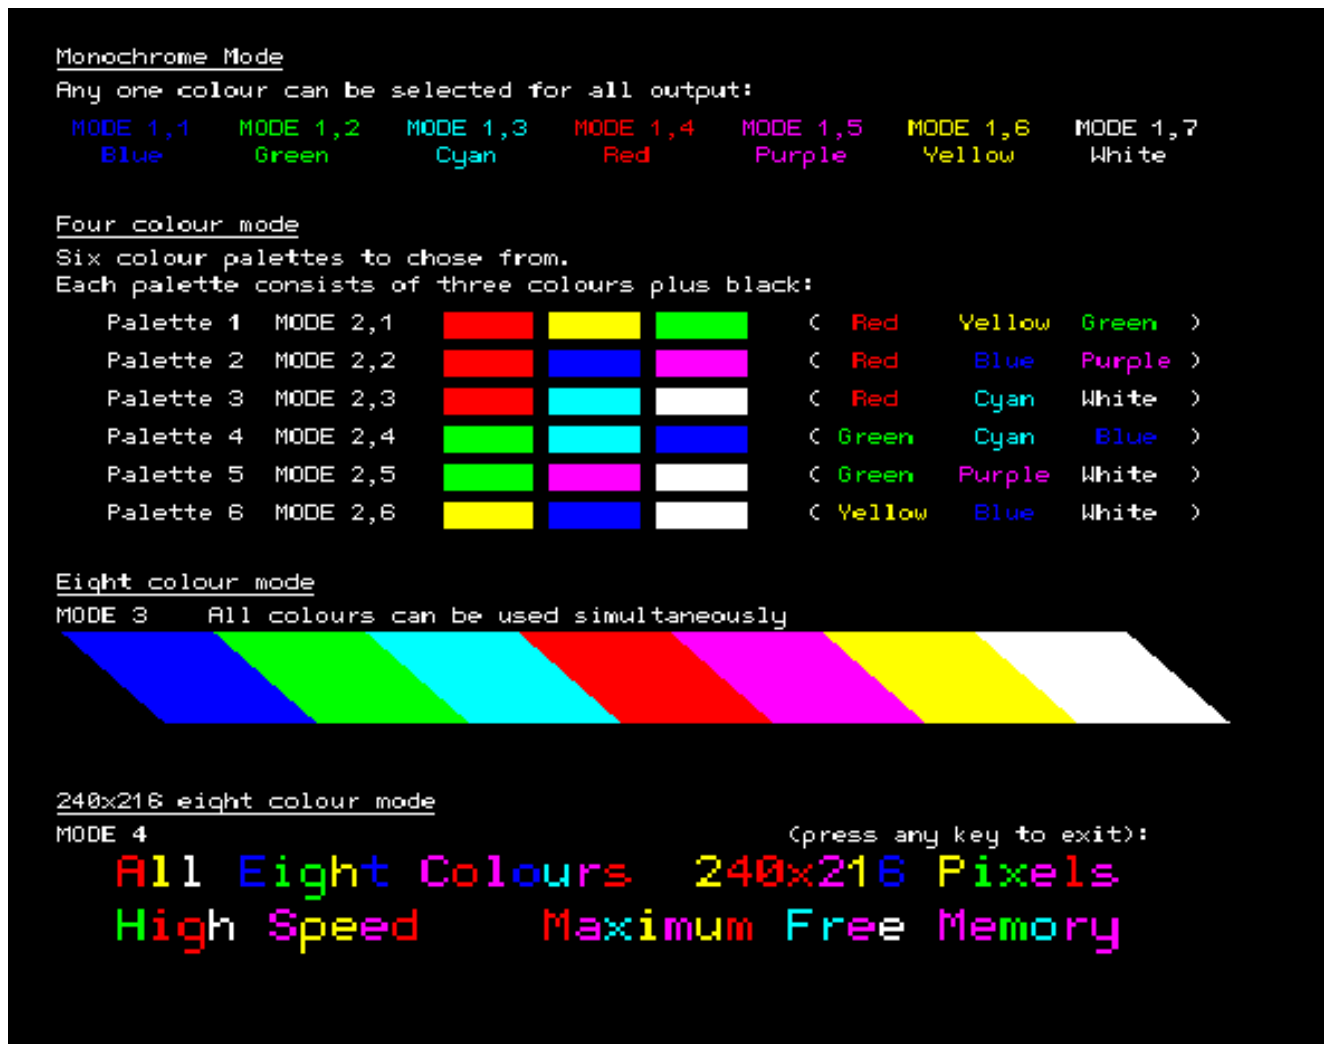 Monochrome Mode
Any one colour can be selected for all output:
MODE 1,1 MODE 1,2 MODE 1,3 MODE 1,4 MODE 1,5 MODE 1,6 MODE 1,7
Blue Green Cyan Red Purple Yellow White
Four colour mode
Six colour palettes to chose from.
Each palette consists of three colours plus black:
Palette 1 MODE 2,1 ( Red Yellow Green )
Palette 2 MODE 2,2 ( Red Blue Purple )
Palette 3 MODE 2,3 ( Red Cyan White )
Palette 4 MODE 2,4 ( Green Cyan Blue )
Palette 5 MODE 2,5 ( Green Purple White )
Palette 6 MODE 2,6 ( Yellow Blue White )
Eight colour mode
MODE 3 All colours can be used simultaneously
240x216 eight colour mode
MODE 4 (press any key to exit):
All Eight Colours 240x216 Pixels
High Speed Maximum Free Memory